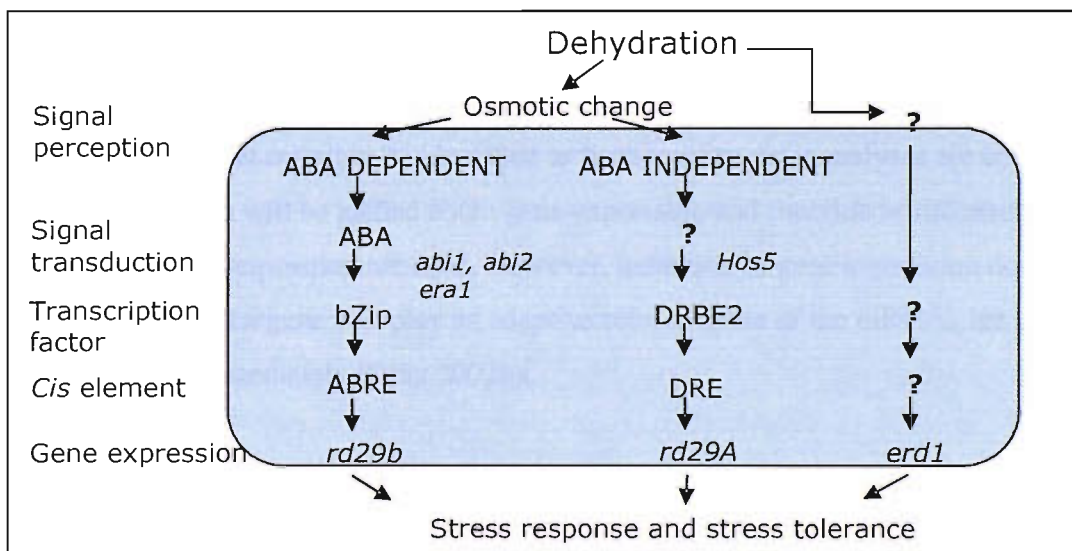 Dehydration
Osmotic change
Signal
perception
?
ABA DEPENDENT
ABA INDEPENDENT
Signal
transduction
ABA
?
abi1, abi2
era1
Hos5
Transcription
factor
bZip
DRBE2
?
Cis element
ABRE
DRE
?
Gene expression
rd29b
rd29A
erd1
Stress response and stress tolerance